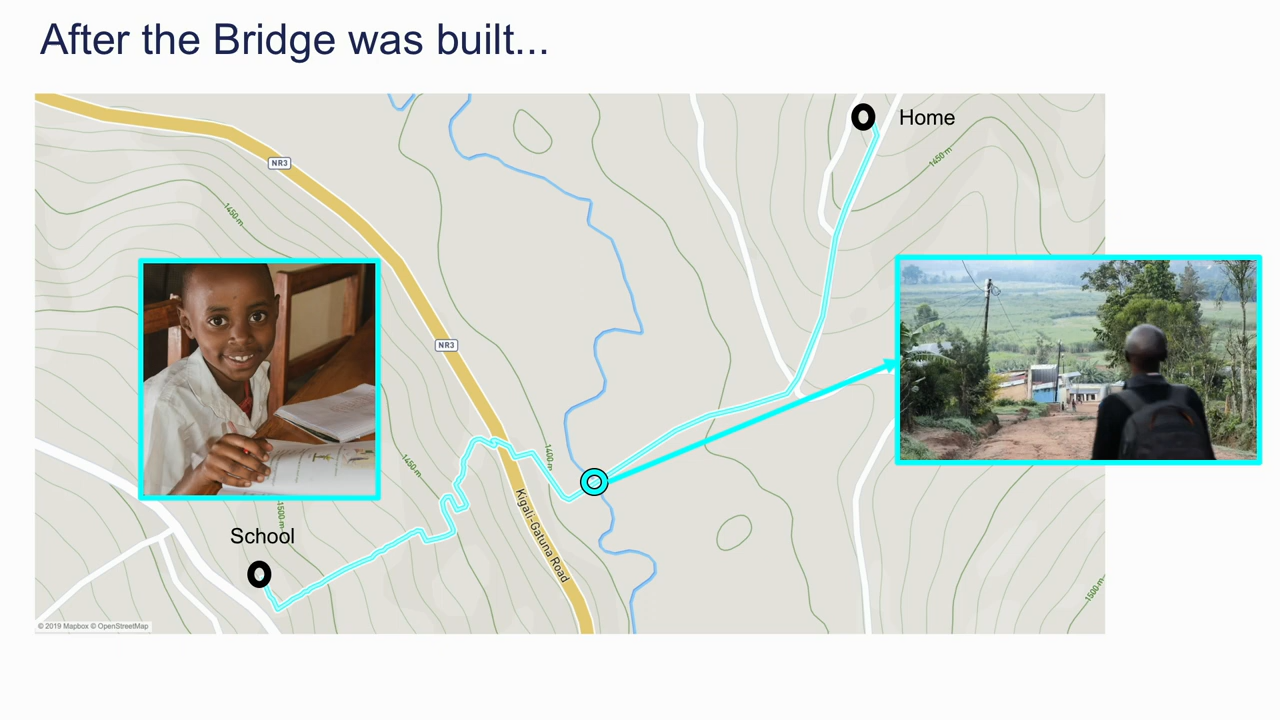 After the Bridge was built...
Home
NR3
1450 m
1450 m
NR3
1400 m
1450 m
1500 m
Kigali-Gatuna Road
School
1500 m
© 2019 Mapbox © OpenStreetMap